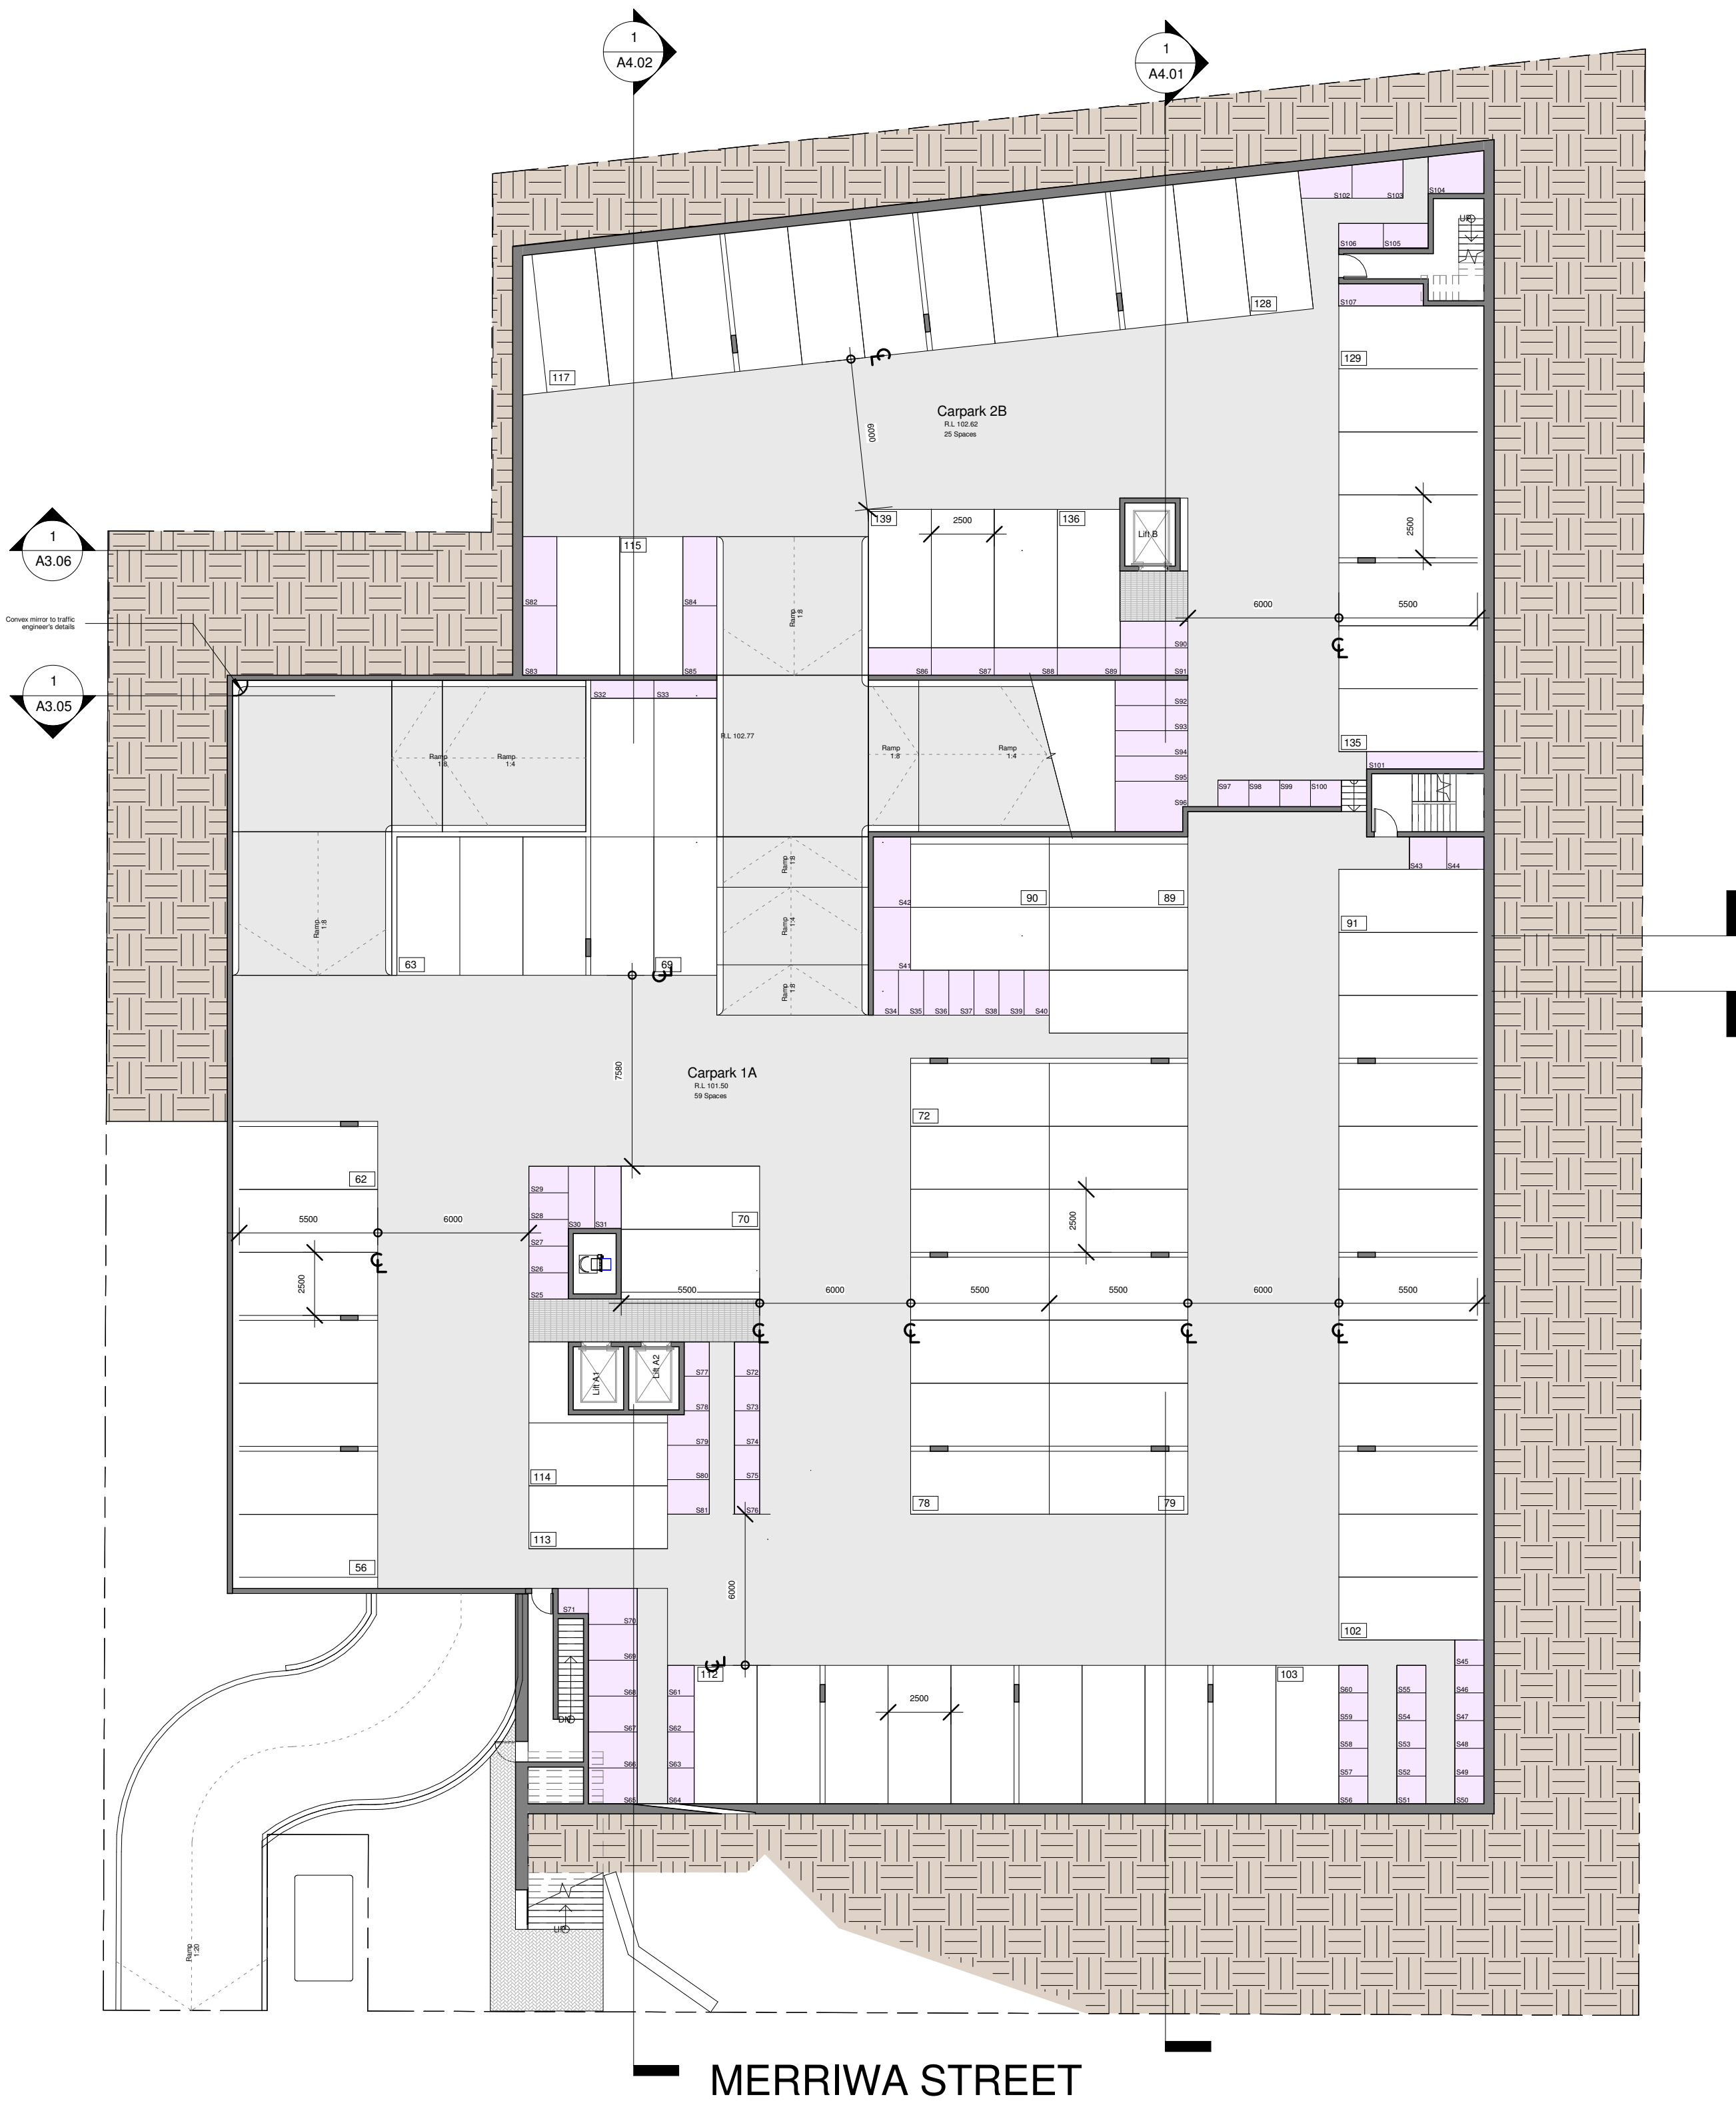 1
A4.02
1
A4.01
S102
S103
S104
UP
S106
S105
S107
128
129
117
Carpark 2B
R.L 102.62
25 Spaces
6000
2500
139
2500
136
Lift B
1
A3.06
115
S82
S84
Ramp
1:8
6000
5500
Convex mirror to traffic
engineer's details
S83
S85
S86
S87
S88
S89
S90
S91
1
A3.05
S32
S33
S92
S93
R.L 102.77
Ramp
1:8
Ramp
1:4
Ramp
1:8
Ramp
1:4
S94
S95
S96
135
S101
S97
S98
S99
S100
Ramp
1:8
S43
S44
90
89
S42
91
Ramp
1:8
Ramp
1:4
63
69
S41
Ramp
1:8
S34
S35
S36
S37
S38
S39
S40
7580
Carpark 1A
R.L 101.50
59 Spaces
72
62
S29
S28
S30
S31
70
5500
6000
2500
S27
S26
S25
2500
5500
6000
5500
5500
6000
5500
Lift A1
Lift A2
S77
S72
S78
S73
S79
S74
114
S80
S75
S81
S76
78
79
113
56
6000
S71
S70
102
S69
S45
112
103
S68
S61
2500
S60
S55
S46
DN
S67
S62
S59
S54
S47
S58
S53
S48
S66
S63
S57
S52
S49
S65
S64
S56
S51
S50
UP
Ramp
1:20
MERRIWA STREET